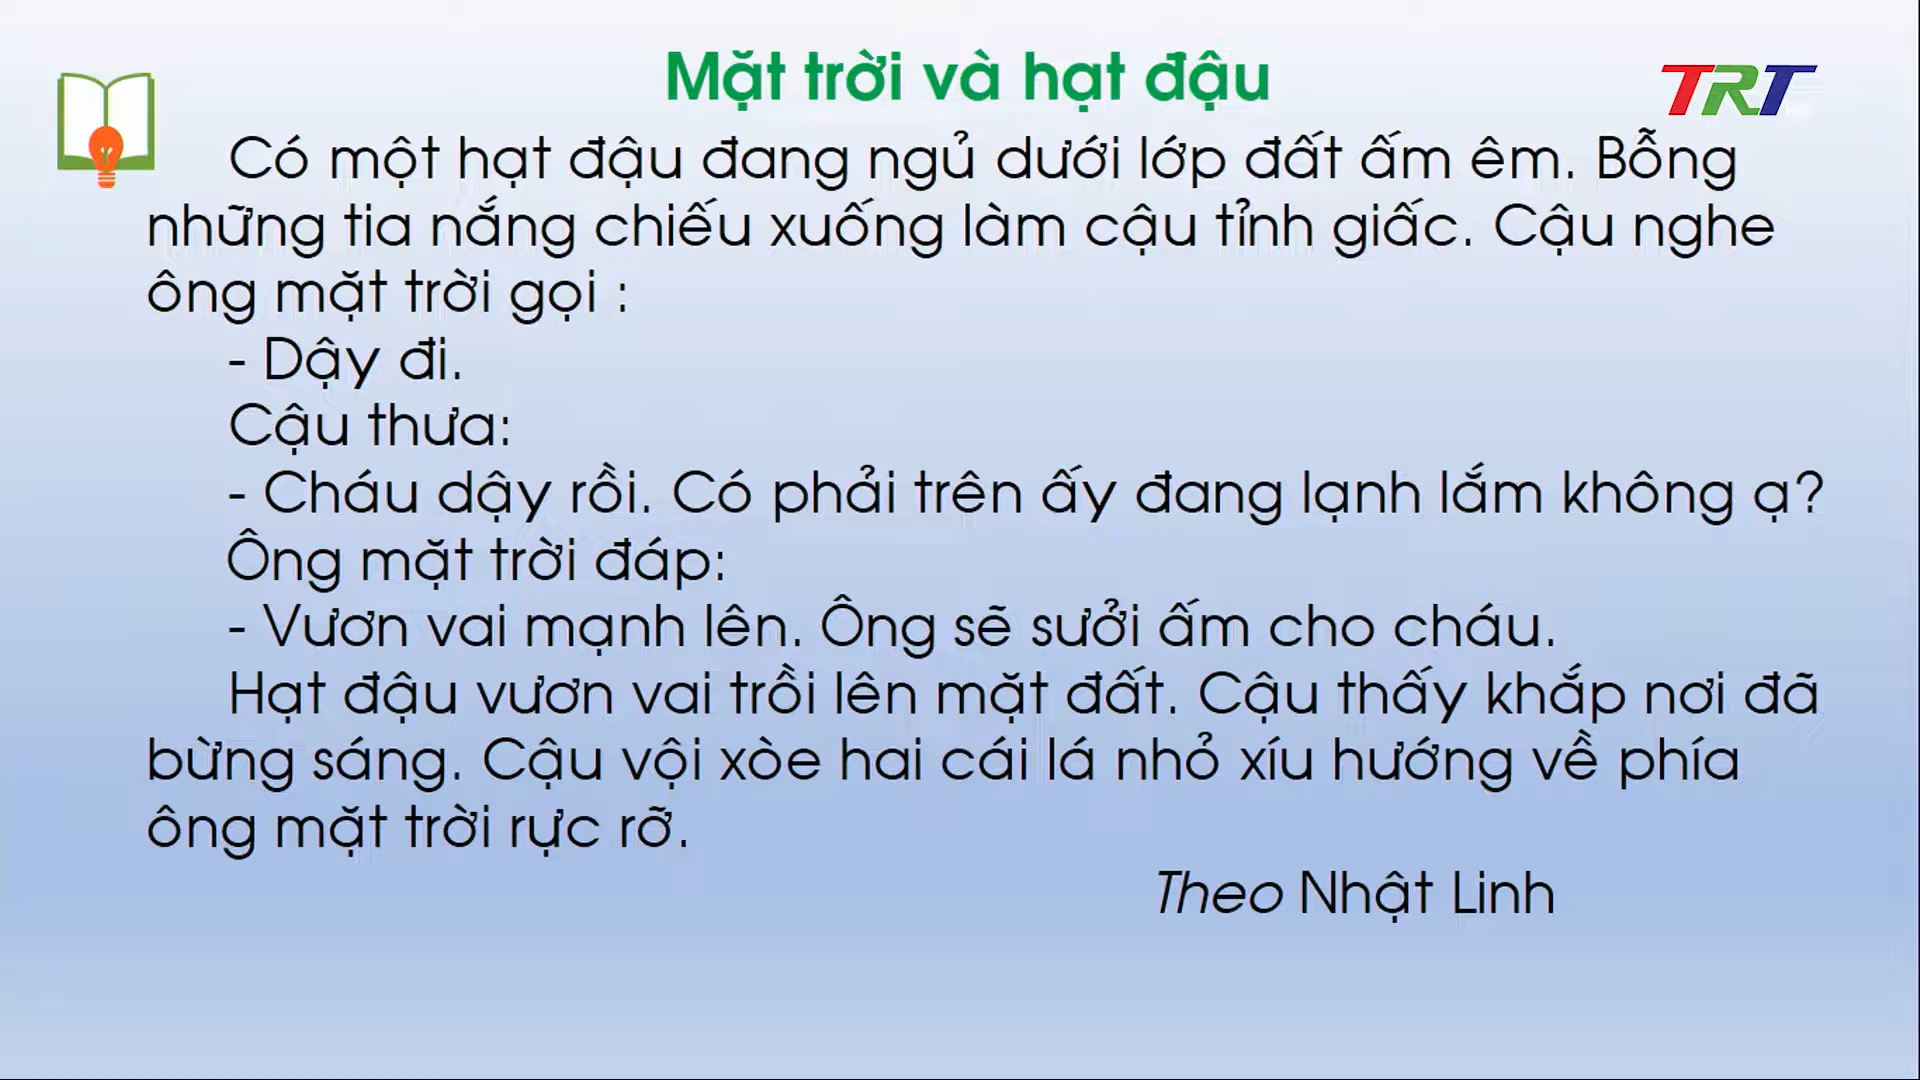 Mặt trời và hạt đậu
TRT
Có một hạt đậu đang ngủ dưới lớp đất ấm êm. Bỗng
những tia nắng chiếu xuống làm cậu tỉnh giấc. Cậu nghe
ông mặt trời gọi :
- Dậy đi.
Cậu thưa:
- Cháu dậy rồi. Có phải trên ấy đang lạnh lắm không ạ?
Ông mặt trời đáp:
- Vươn vai mạnh lên. Ông sẽ sưởi ấm cho cháu.
Hạt đậu vươn vai trồi lên mặt đất. Cậu thấy khắp nơi đã
bừng sáng. Cậu vội xòe hai cái lá nhỏ xíu hướng về phía
ông mặt trời rực rỡ.
Theo Nhật Linh